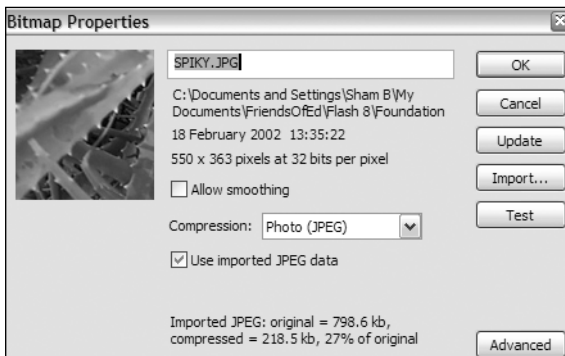 Bitmap Properties
SPIKY.JPG
OK
C:\Documents and Settings\Sham B\My
Documents\FriendsOfEd\Flash 8\Foundation
Cancel
18 February 2002 13:35:22
Update
550 x 363 pixels at 32 bits per pixel
Import...
Allow smoothing
Test
Compression: Photo (JPEG)
Use imported JPEG data
Imported JPEG: original = 798.6 kb,
compressed = 218.5 kb, 27% of original
Advanced